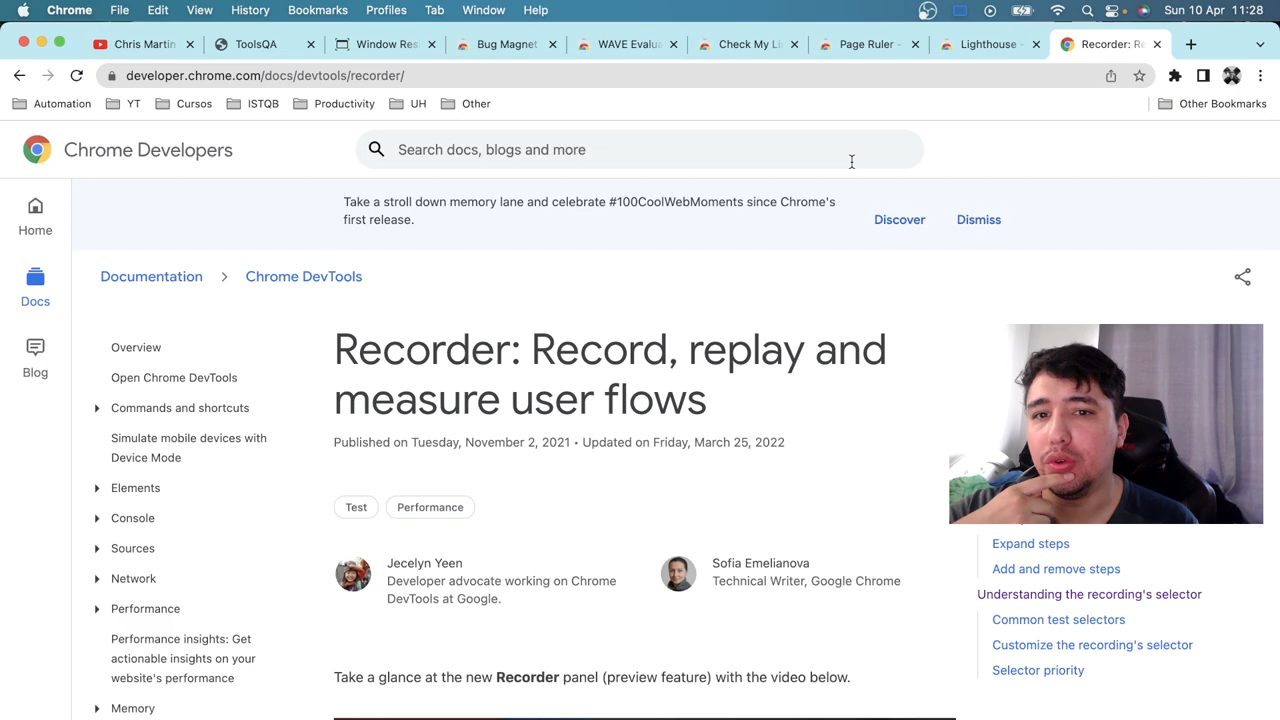 Chrome File Edit View History Bookmarks Profiles Tab Window Help Sun 10 Apr 11:28
Chris Martin ToolsQA Window Res Bug Magnet WAVE Evalua Check My Li Page Ruler - Lighthouse - Recorder: Re
developer.chrome.com/docs/devtools/recorder/
Automation YT Cursos ISTQB Productivity UH Other Other Bookmarks
Chrome Developers
Search docs, blogs and more
Take a stroll down memory lane and celebrate #100CoolWebMoments since Chrome's
first release.
Discover Dismiss
Home
Docs
Blog
Documentation Chrome DevTools
Overview
Open Chrome DevTools
Commands and shortcuts
Simulate mobile devices with
Device Mode
Elements
Console
Sources
Network
Performance
Performance insights: Get
actionable insights on your
website's performance
Memory
Recorder: Record, replay and
measure user flows
Published on Tuesday, November 2, 2021 • Updated on Friday, March 25, 2022
Test Performance
Jecelyn Yeen
Developer advocate working on Chrome
DevTools at Google.
Sofia Emelianova
Technical Writer, Google Chrome
Take a glance at the new Recorder panel (preview feature) with the video below.
Expand steps
Add and remove steps
Understanding the recording's selector
Common test selectors
Customize the recording's selector
Selector priority